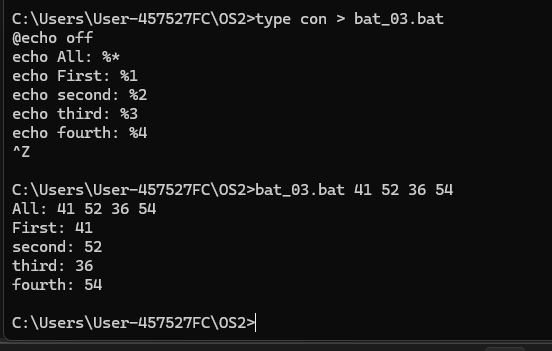 C:\Users\User-457527FC\OS2>type con > bat_03.bat
@echo off
echo All: %*
echo First: %1
echo second: %2
echo third: %3
echo fourth: %4
^Z
C:\Users\User-457527FC\OS2>bat_03.bat 41 52 36 54
All: 41 52 36 54
First: 41
second: 52
third: 36
fourth: 54
C:\Users\User-457527FC\OS2>